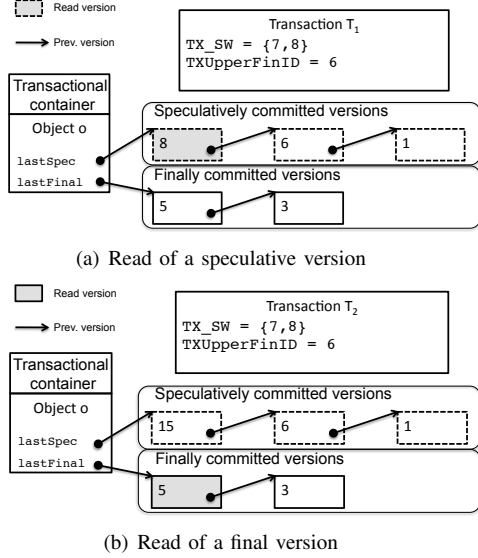 Read version
Prev. version
Transaction T1
TX_SW = {7,8}
TXUpperFinID = 6
Transactional
container
Object o
lastSpec
lastFinal
Speculatively committed versions
8 6 1
Finally committed versions
5 3
(a) Read of a speculative version
Read version
Prev. version
Transaction T2
TX_SW = {7,8}
TXUpperFinID = 6
Transactional
container
Object o
lastSpec
lastFinal
Speculatively committed versions
15 6 1
Finally committed versions
5 3
(b) Read of a final version